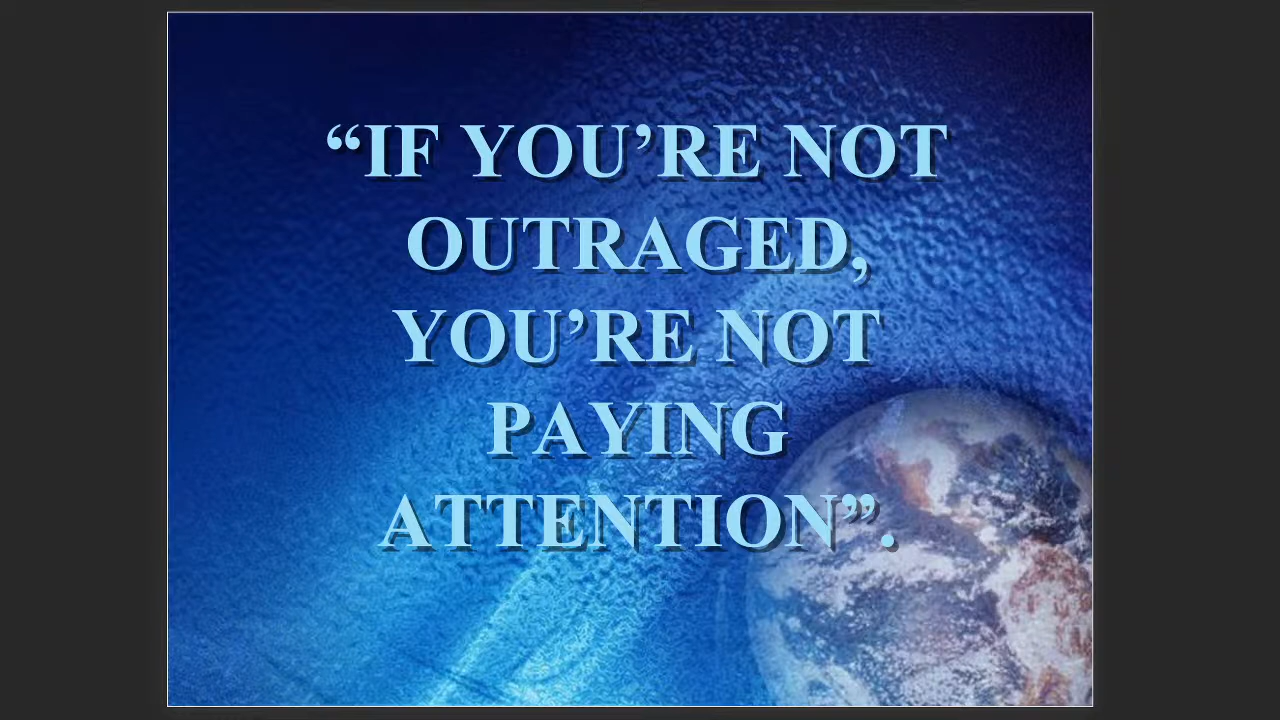 “IF YOU’RE NOT
OUTRAGED,
YOU’RE NOT
PAYING
ATTENTION”.